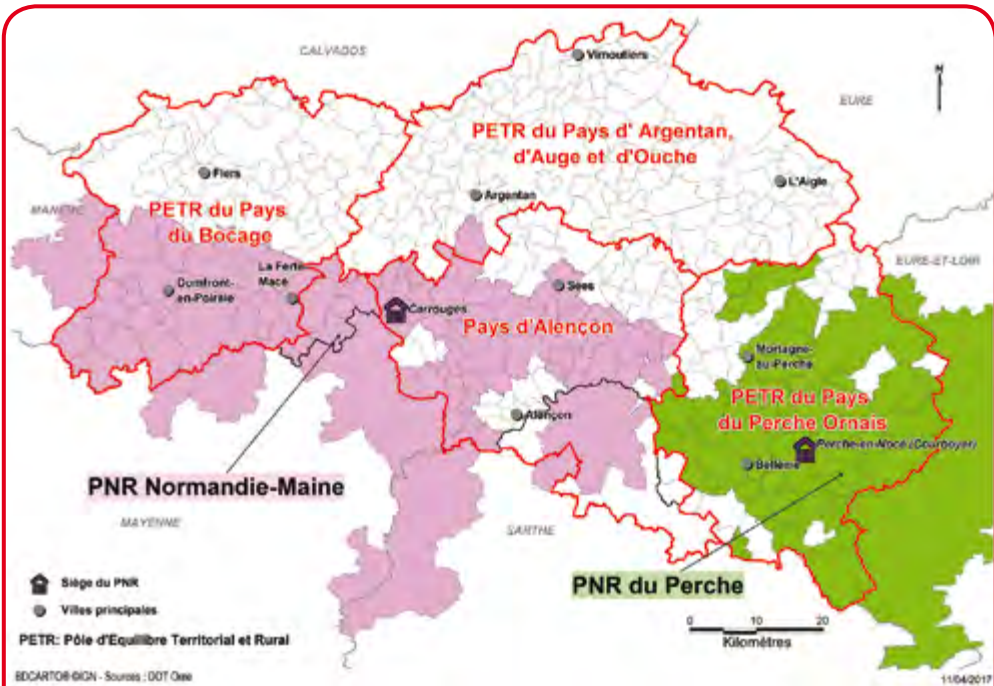 CALVADOS
Vimoutiers
N
EURE
PETR du Pays d' Argentan,
d'Auge et d'Ouche
Flers
L'Aigle
Argentan
MANCHE
PETR du Pays
du Bocage
EURE-ET-LOIR
La Ferté
Macé
Domfront-
en-Poiraie
Sées
Carrouges
Pays d'Alençon
Mortagne-
au-Perche
PETR du Pays
du Perche Ornais
Alençon
Perche-en-Nocé (Courboyer)
Bellême
PNR Normandie-Maine
MAYENNE
SARTHE
PNR du Perche
Siège du PNR
Villes principales
0 10 20
Kilomètres
PETR: Pôle d'Equilibre Territorial et Rural
BDCARTO® ©IGN - Sources : DDT Orne
11/04/2017